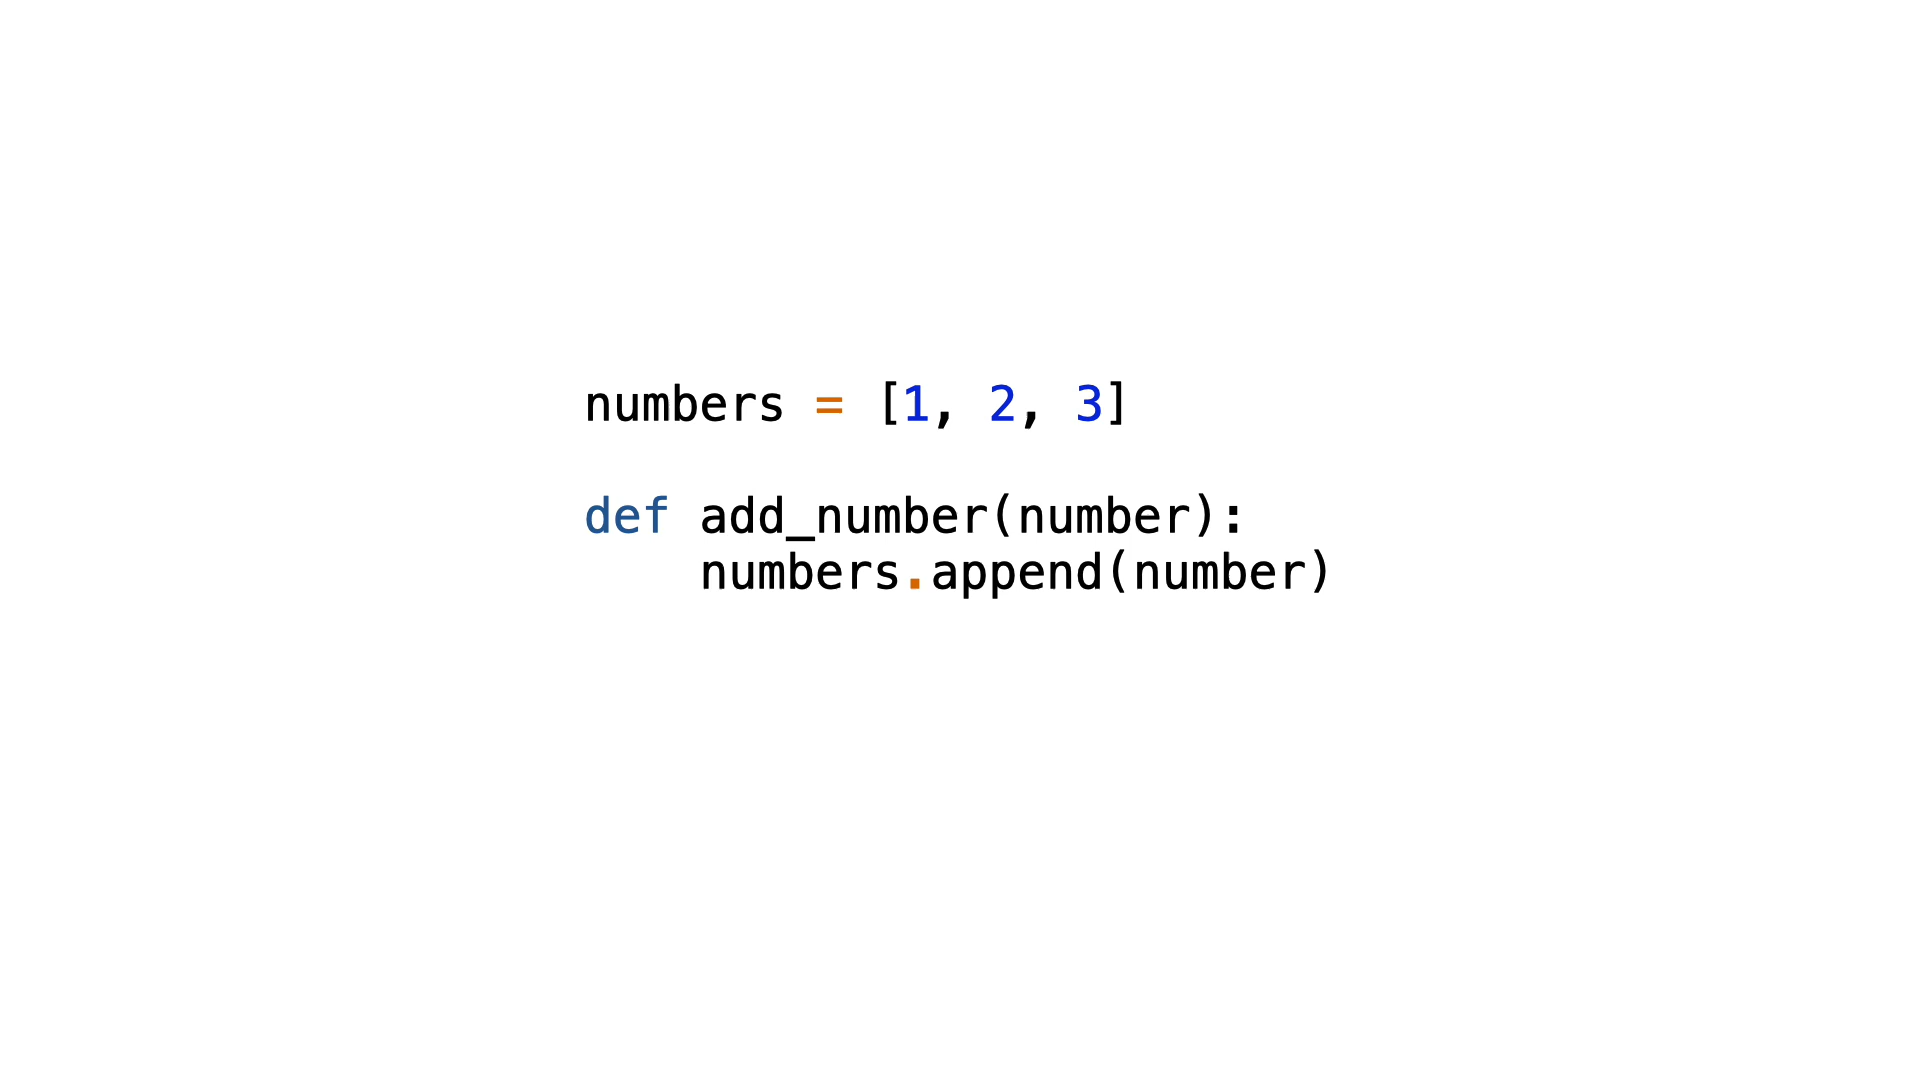 numbers = [1, 2, 3]
def add_number(number):
    numbers.append(number)